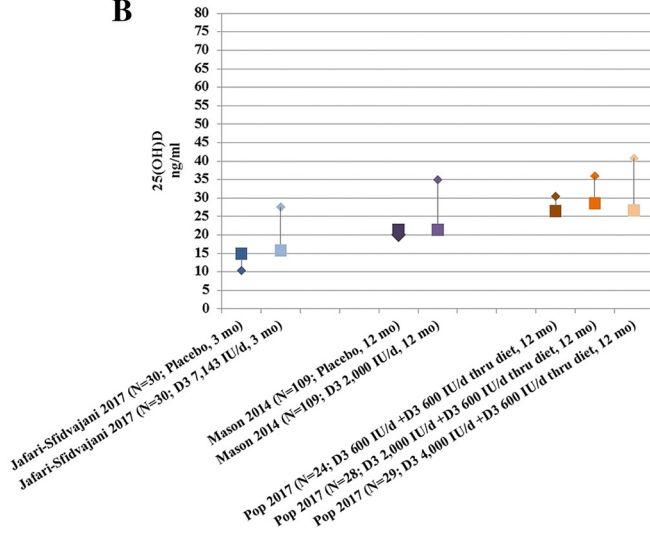 B
80
75
70
65
60
55
50
45
40
35
30
25
20
15
10
5
0
25(OH)D
ng/ml
Jafari-Sfidvajani 2017 (N=30; Placebo, 3 mo)
Jafari-Sfidvajani 2017 (N=30; D3 7,143 IU/d, 3 mo)
Mason 2014 (N=109; Placebo, 12 mo)
Mason 2014 (N=109; D3 2,000 IU/d, 12 mo)
Pop 2017 (N=24; D3 600 IU/d +D3 600 IU/d thru diet, 12 mo)
Pop 2017 (N=28; D3 2,000 IU/d +D3 600 IU/d thru diet, 12 mo)
Pop 2017 (N=29; D3 4,000 IU/d +D3 600 IU/d thru diet, 12 mo)